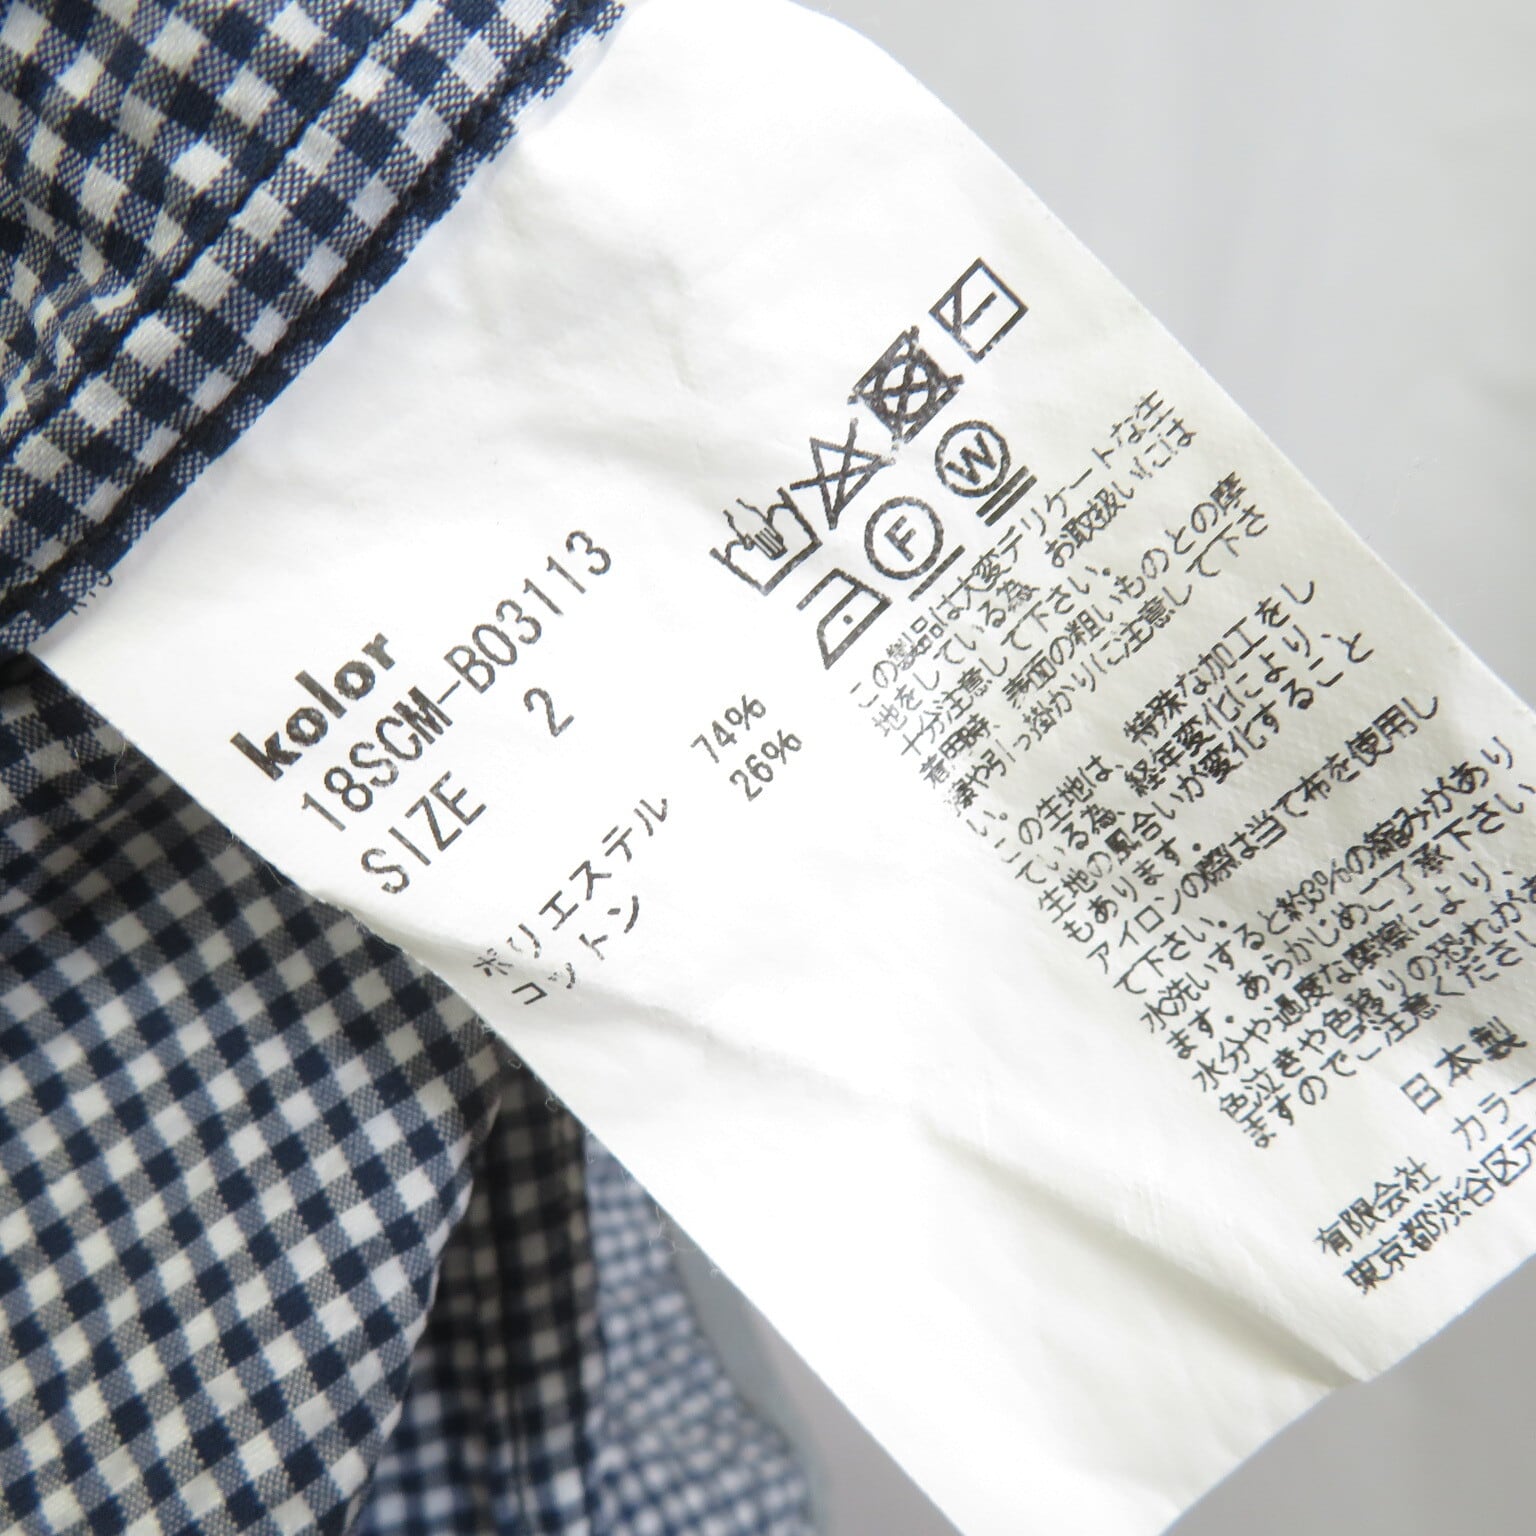 kolor
18SCM-B03113
SIZE 2
ポリエステル 74%
コットン 26%
F
W
この製品は大変デリケートな生
地をしている為 お取扱いには
十分注意して下さい。
着用時、表面の粗いものとの摩
擦や引っ掛かりに注意して下さ
い。
この生地は、特殊な加工をし
ている為、経年変化により、
生地の風合いが変化すること
もあります。
アイロンの際は当て布を使用し
て下さい。
水洗いすると約3%の縮みがあり
ます。あらかじめご了承下さい
水分や過度な摩擦により、
色泣きや色移りの恐れがあ
ますのでご注意ください
日本製
有限会社 カラー
東京都渋谷区元